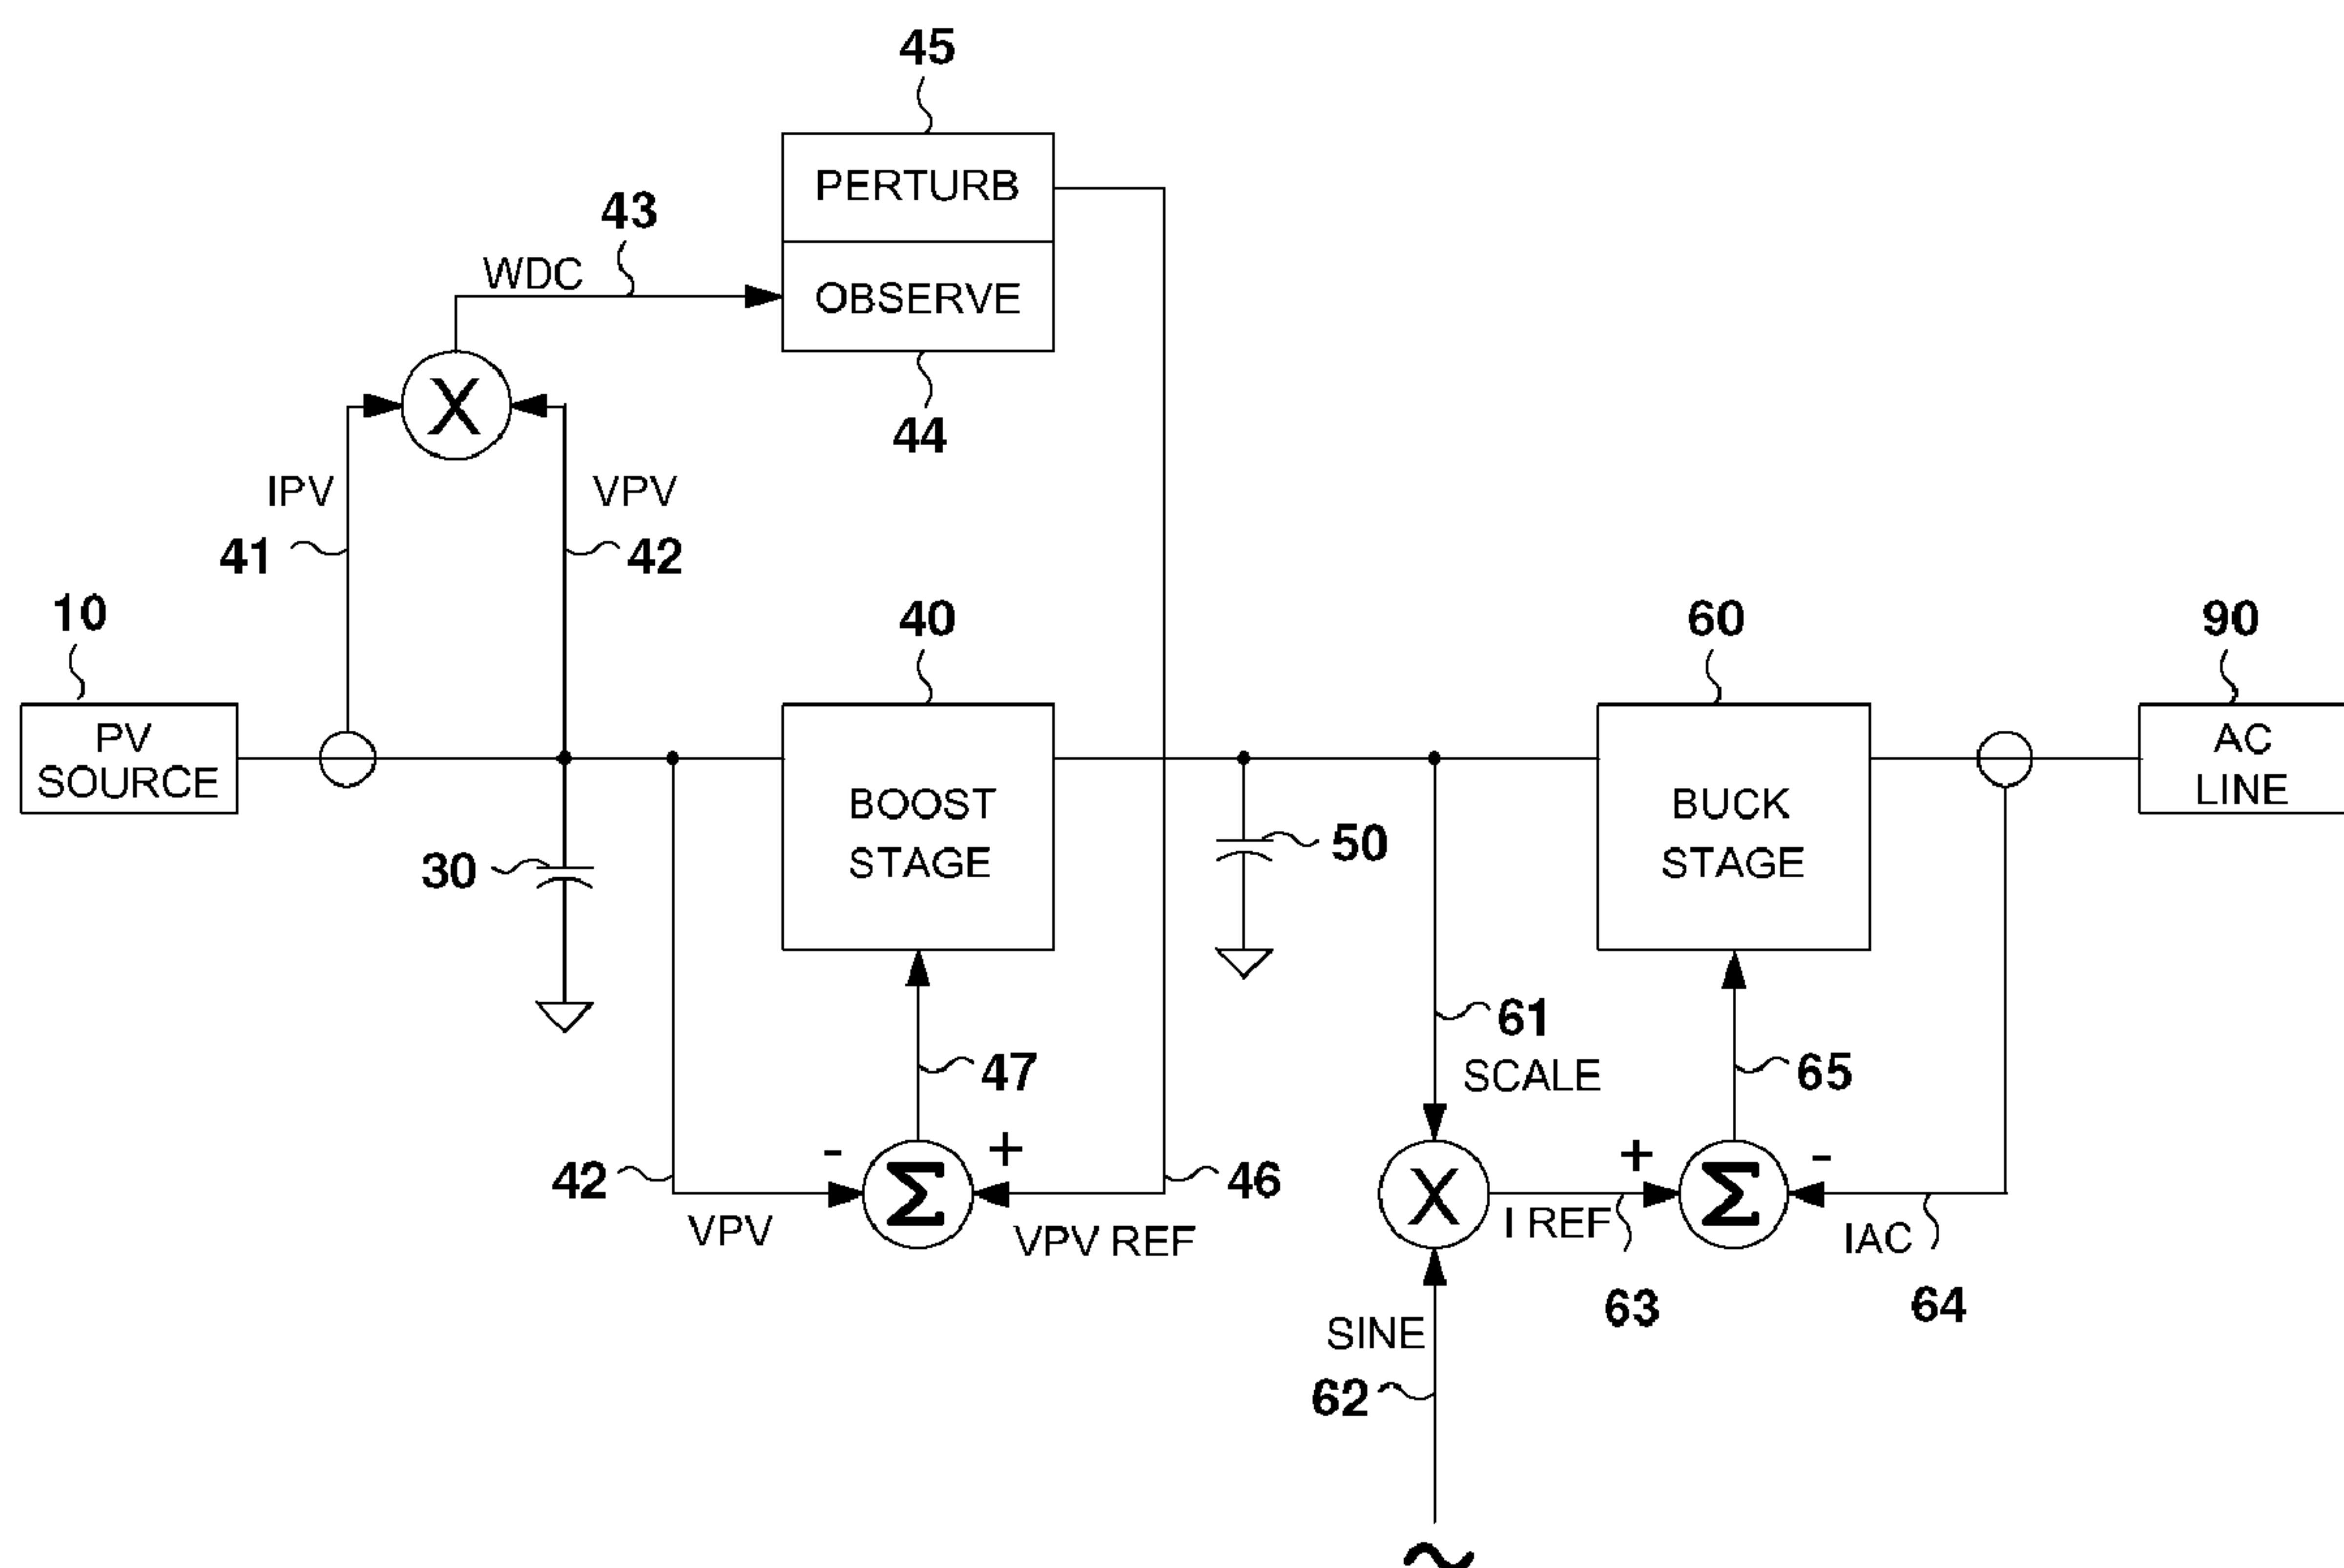 45
PERTURB
43
WDC
OBSERVE
X
44
IPV
VPV
41
42
10
40
60
90
PV
SOURCE
BOOST
STAGE
BUCK
STAGE
AC
LINE
30
50
61
SCALE
47
65
-
+
+
-
42
Σ
46
X
Σ
VPV
VPV REF
I REF
IAC
63
64
SINE
62
~